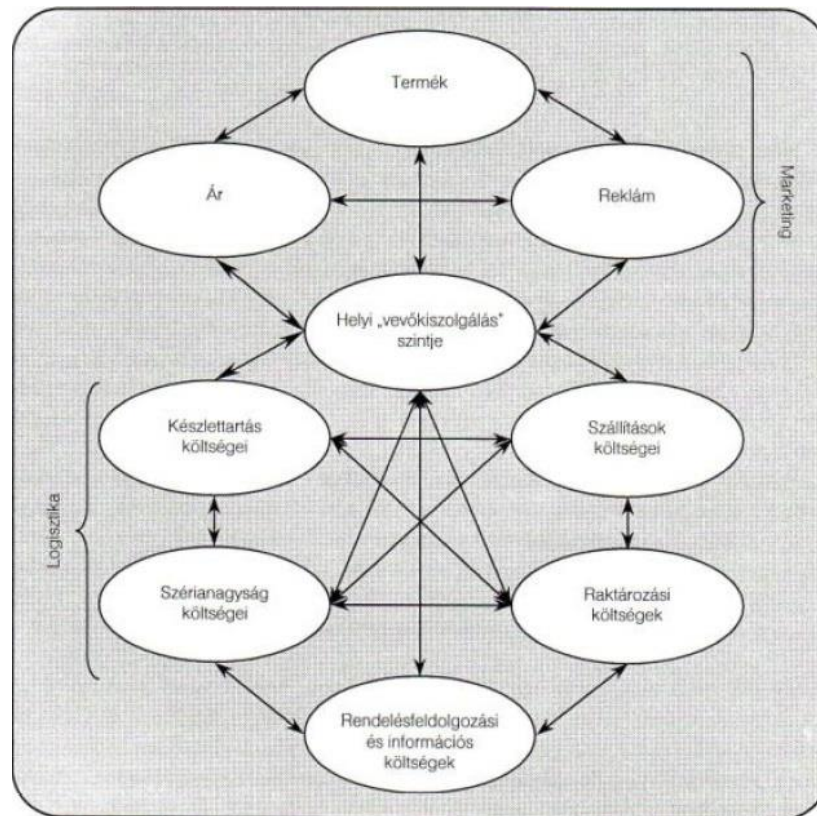 Termék
Ár
Reklám
Marketing
Helyi „vevőkiszolgálás”
szintje
Készlettartás
költségei
Szállítások
költségei
Logisztika
Szérianagyság
költségei
Raktározási
költségek
Rendelésfeldolgozási
és információs
költségek